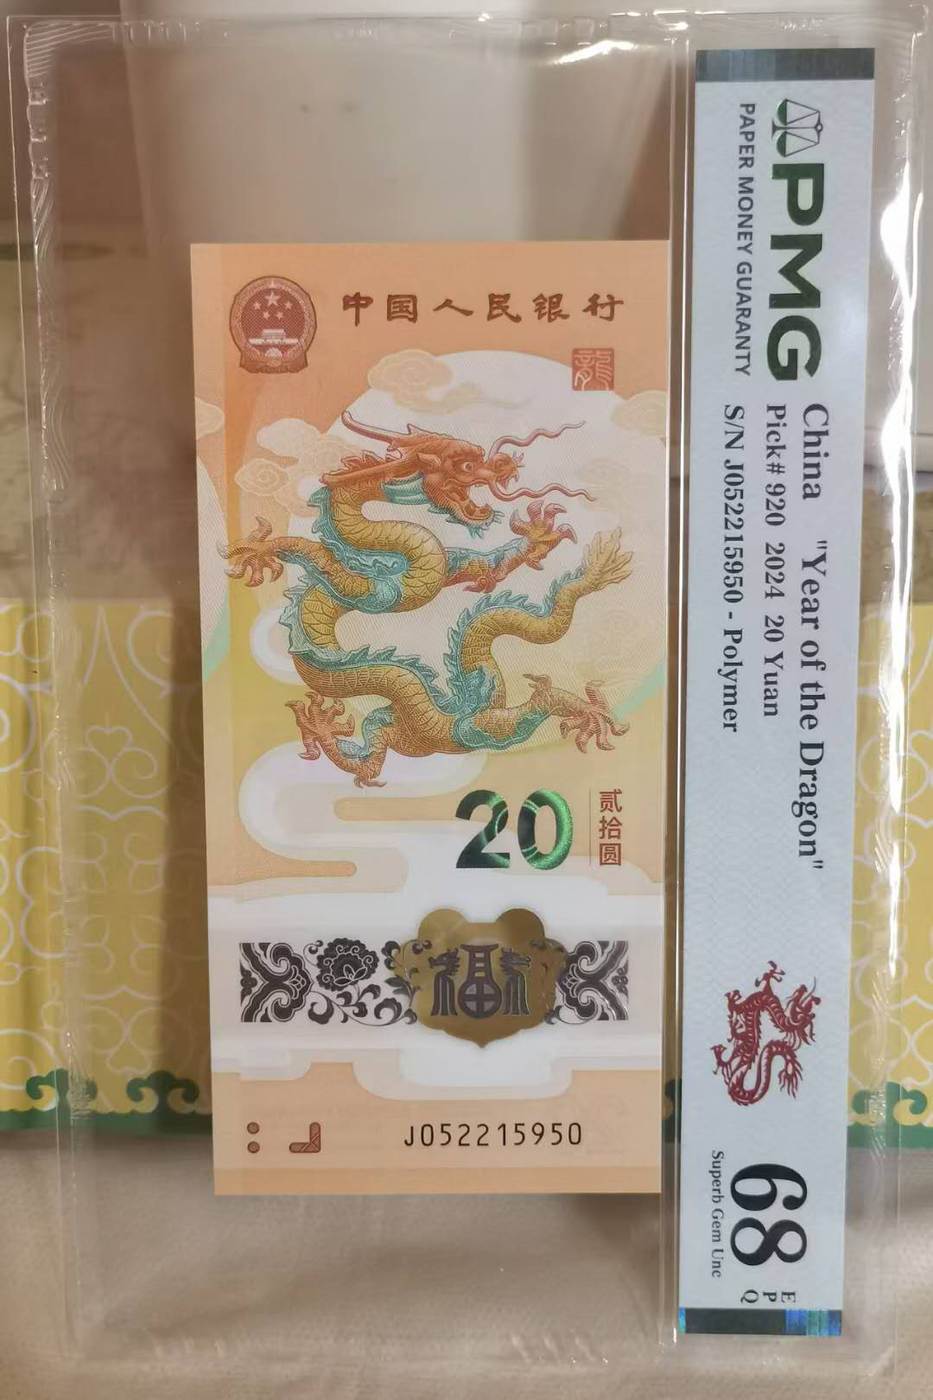 中国人民银行
龍
20
贰拾圆
福
J052215950
PMG
PAPER MONEY GUARANTY
China "Year of the Dragon"
Pick# 920 2024 20 Yuan
S/N J052215950 - Polymer
68
EPQ
Superb Gem Unc